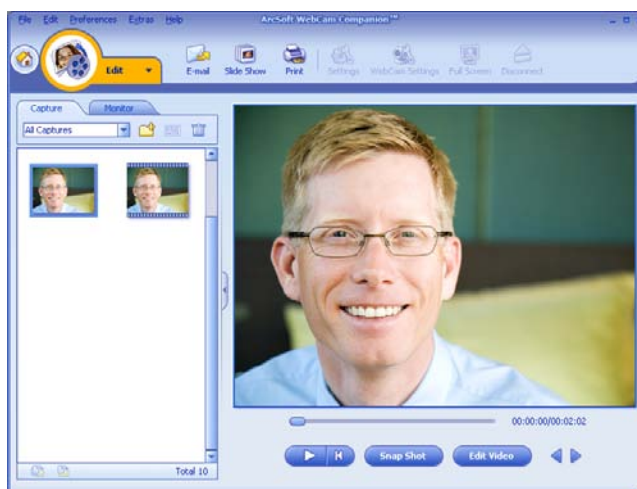 File Edit Preferences Extras Help
ArcSoft WebCam Companion™
Edit
E-mail Slide Show Print Settings WebCam Settings Full Screen Disconnect
Capture Monitor
All Captures
00:00:00/00:02:02
Snap Shot Edit Video
Total 10